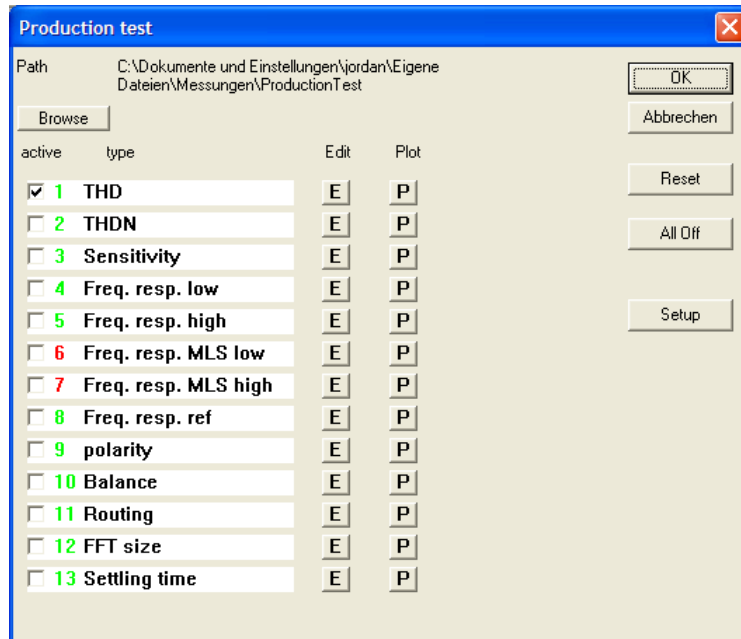 Production test
Path C:\Dokumente und Einstellungen\jordan\Eigene
Dateien\Messungen\ProductionTest
OK
Browse
Abbrechen
active type Edit Plot
1 THD E P
Reset
2 THDN E P
All Off
3 Sensitivity E P
4 Freq. resp. low E P
5 Freq. resp. high E P
Setup
6 Freq. resp. MLS low E P
7 Freq. resp. MLS high E P
8 Freq. resp. ref E P
9 polarity E P
10 Balance E P
11 Routing E P
12 FFT size E P
13 Settling time E P